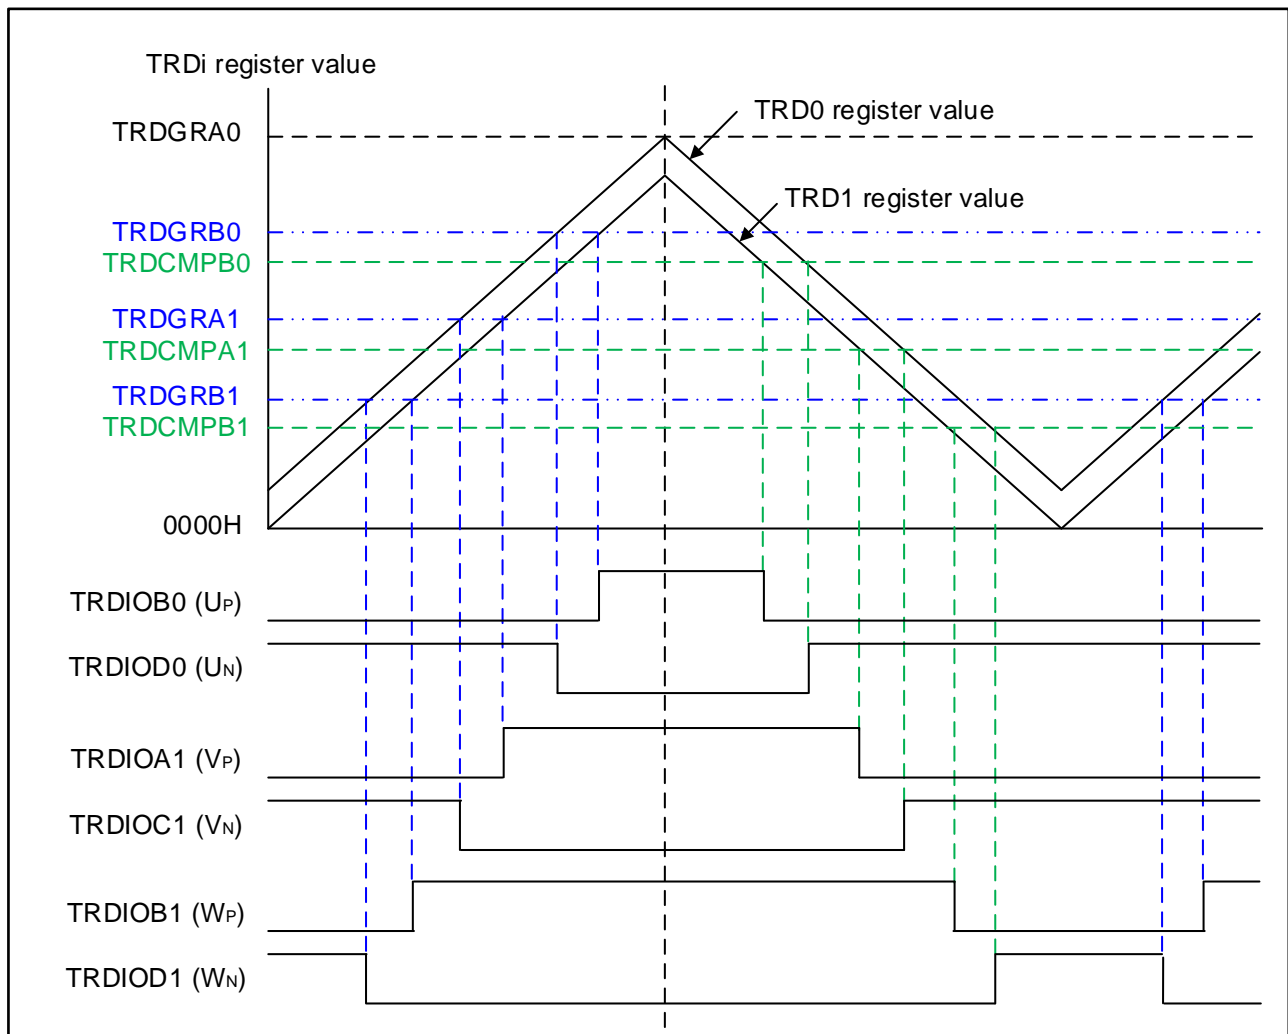 TRDi register value
TRD0 register value
TRDGRA0
TRD1 register value
TRDGRB0
TRDCMPB0
TRDGRA1
TRDCMPA1
TRDGRB1
TRDCMPB1
0000H
TRDIOB0 (UP)
TRDIOD0 (UN)
TRDIOA1 (VP)
TRDIOC1 (VN)
TRDIOB1 (WP)
TRDIOD1 (WN)